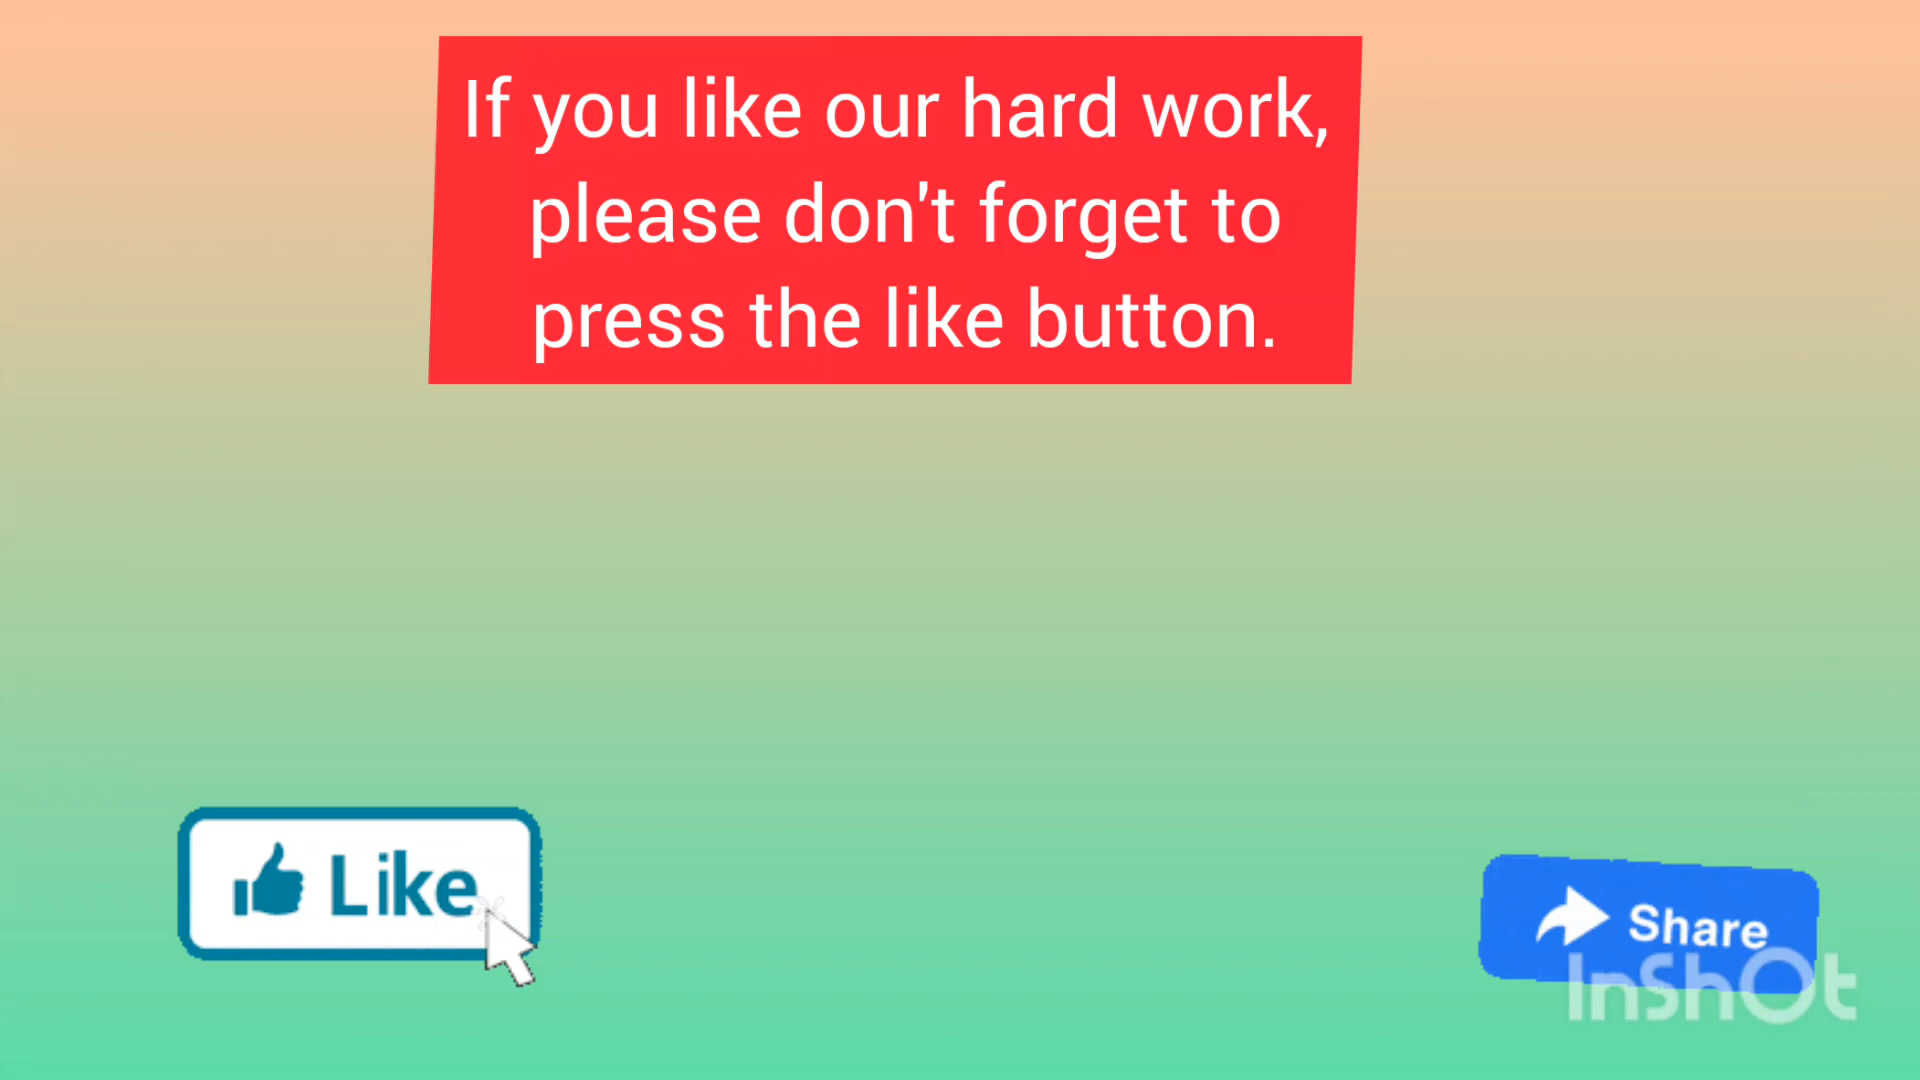 If you like our hard work,
please don't forget to
press the like button.
Like
Share
InShOt